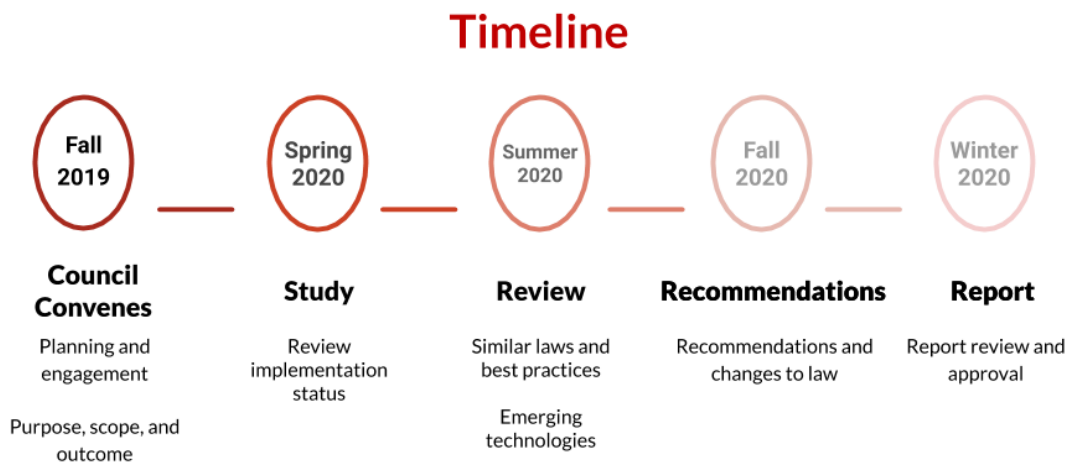 Timeline
Fall
2019
Spring
2020
Summer
2020
Fall
2020
Winter
2020
Council
Convenes
Planning and
engagement
Purpose, scope, and
outcome
Study
Review
implementation
status
Review
Similar laws and
best practices
Emerging
technologies
Recommendations
Recommendations and
changes to law
Report
Report review and
approval